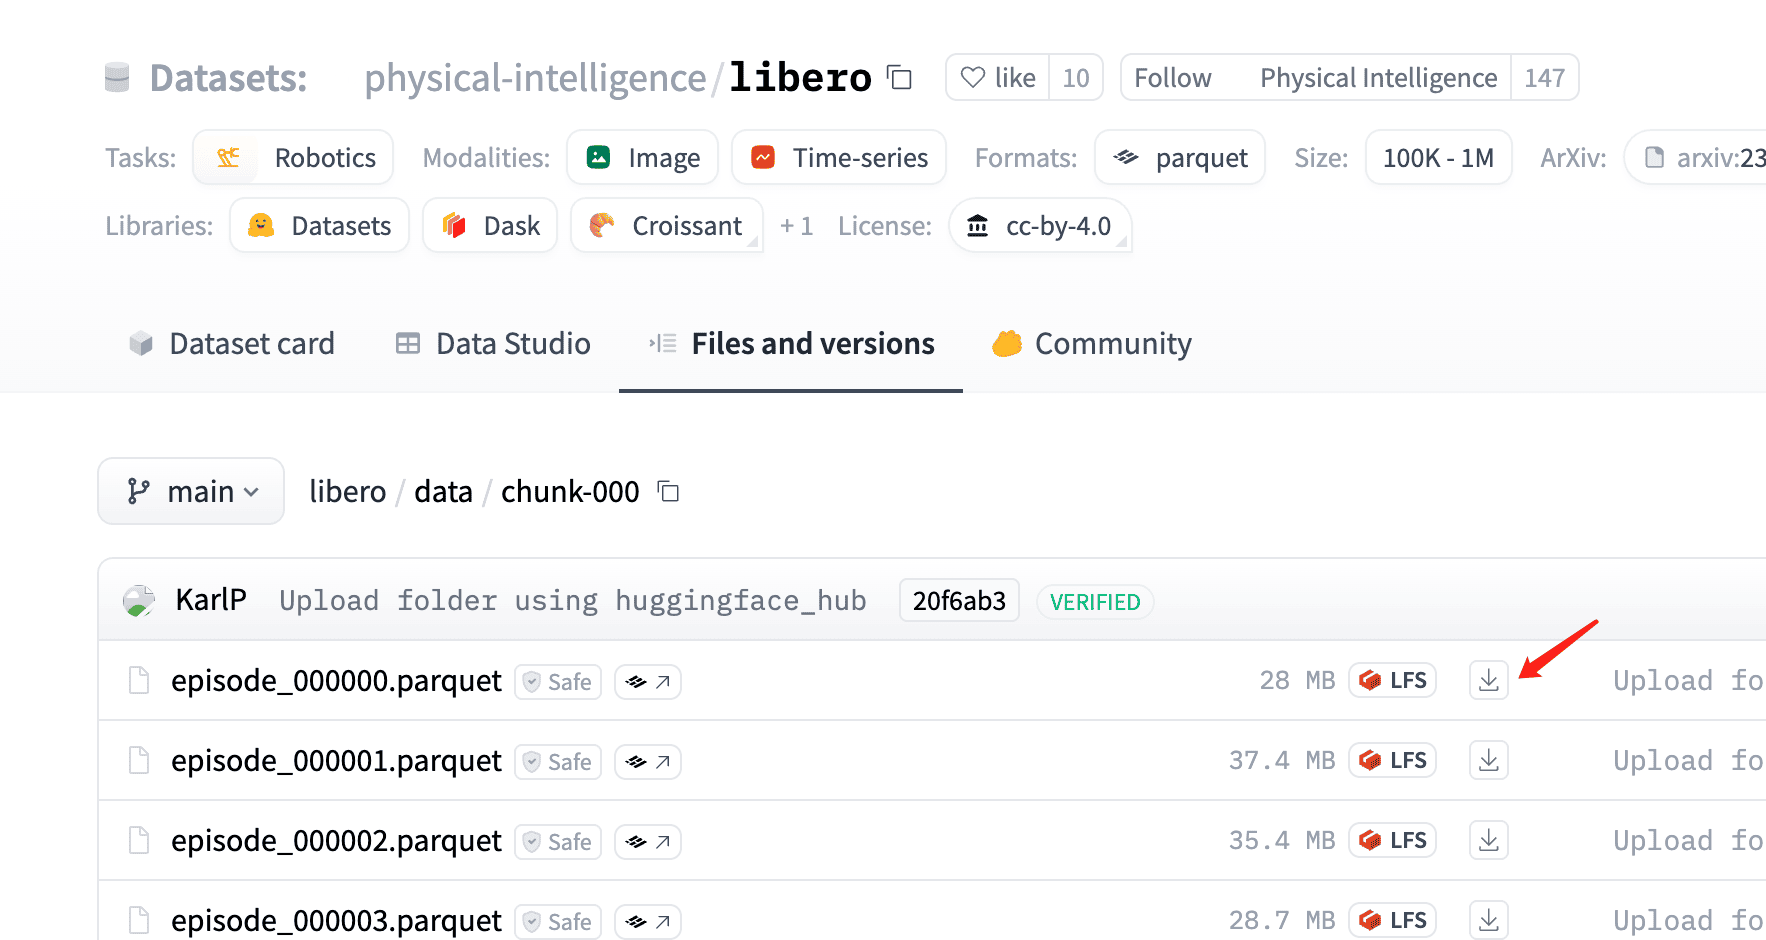 Datasets: physical-intelligence/libero like 10 Follow Physical Intelligence 147
Tasks: Robotics Modalities: Image Time-series Formats: parquet Size: 100K - 1M ArXiv: arxiv:23
Libraries: Datasets Dask Croissant + 1 License: cc-by-4.0
Dataset card Data Studio Files and versions Community
main libero / data / chunk-000
KarlP Upload folder using huggingface_hub 20f6ab3 VERIFIED
episode_000000.parquet Safe 28 MB LFS Upload fo
episode_000001.parquet Safe 37.4 MB LFS Upload fo
episode_000002.parquet Safe 35.4 MB LFS Upload fo
episode_000003.parquet Safe 28.7 MB LFS Upload fo